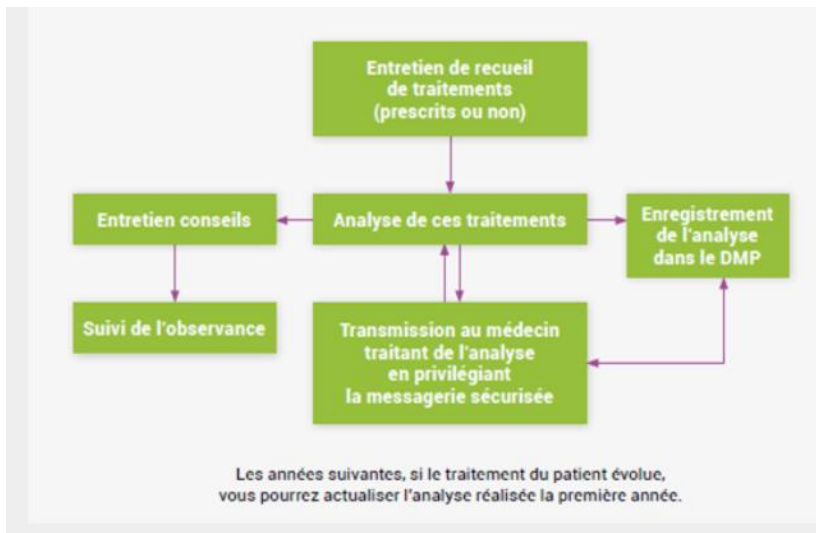 Entretien de recueil
de traitements
(prescrits ou non)
Entretien conseils
Analyse de ces traitements
Enregistrement
de l'analyse
dans le DMP
Suivi de l'observance
Transmission au médecin
traitant de l'analyse
en privilégiant
la messagerie sécurisée
Les années suivantes, si le traitement du patient évolue,
vous pourrez actualiser l'analyse réalisée la première année.